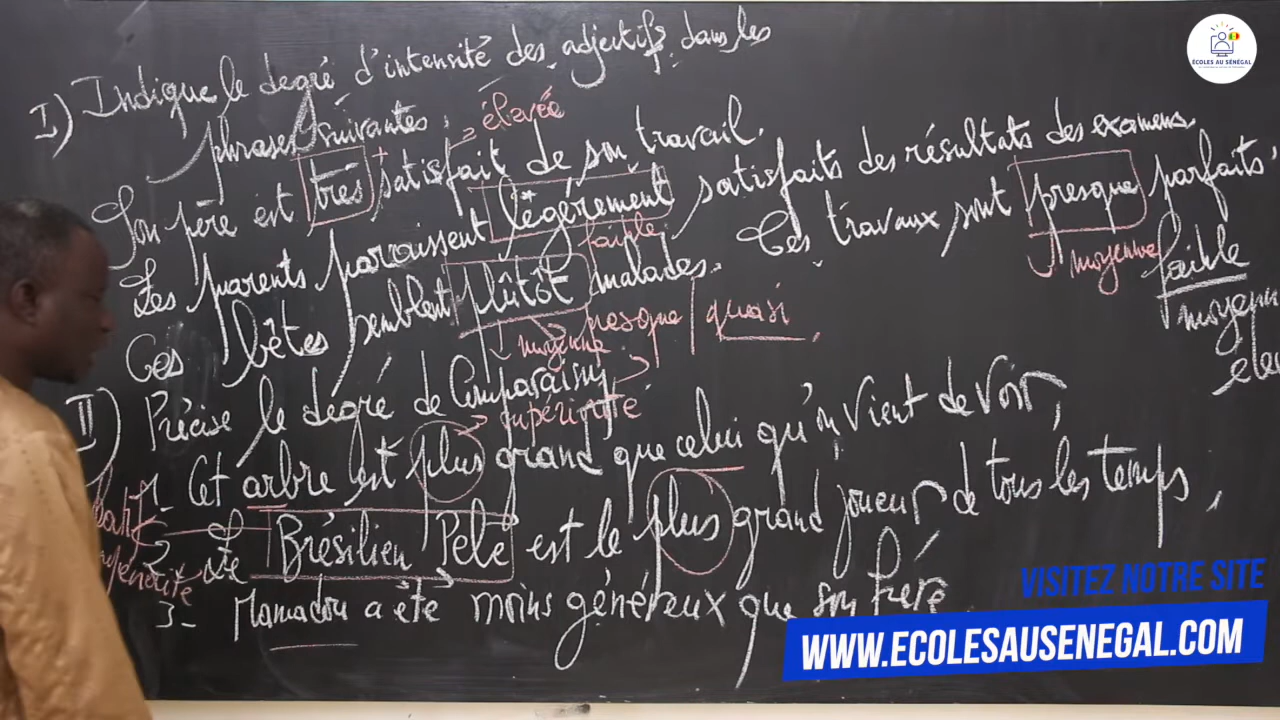 I) Indique le degré d'intensité des adjectifs dans les
phrases suivantes.
élevée
Son père est très satisfait de son travail.
Les parents paraissent légèrement satisfaits des résultats des examens.
faible
Ces bêtes semblent plutôt malades. Ces travaux sont presque parfaits.
moyenne
faible
moyenne presque quasi
II) Précise le degré de Comparaison
supériorité
1- Cet arbre est plus grand que celui qu'on vient de voir,
2- Le Brésilien Pelé est le plus grand joueur de tous les temps,
3- Mamadou a été moins généreux que son frère
ÉCOLES AU SÉNÉGAL
VISITEZ NOTRE SITE
WWW.ECOLESAUSENEGAL.COM